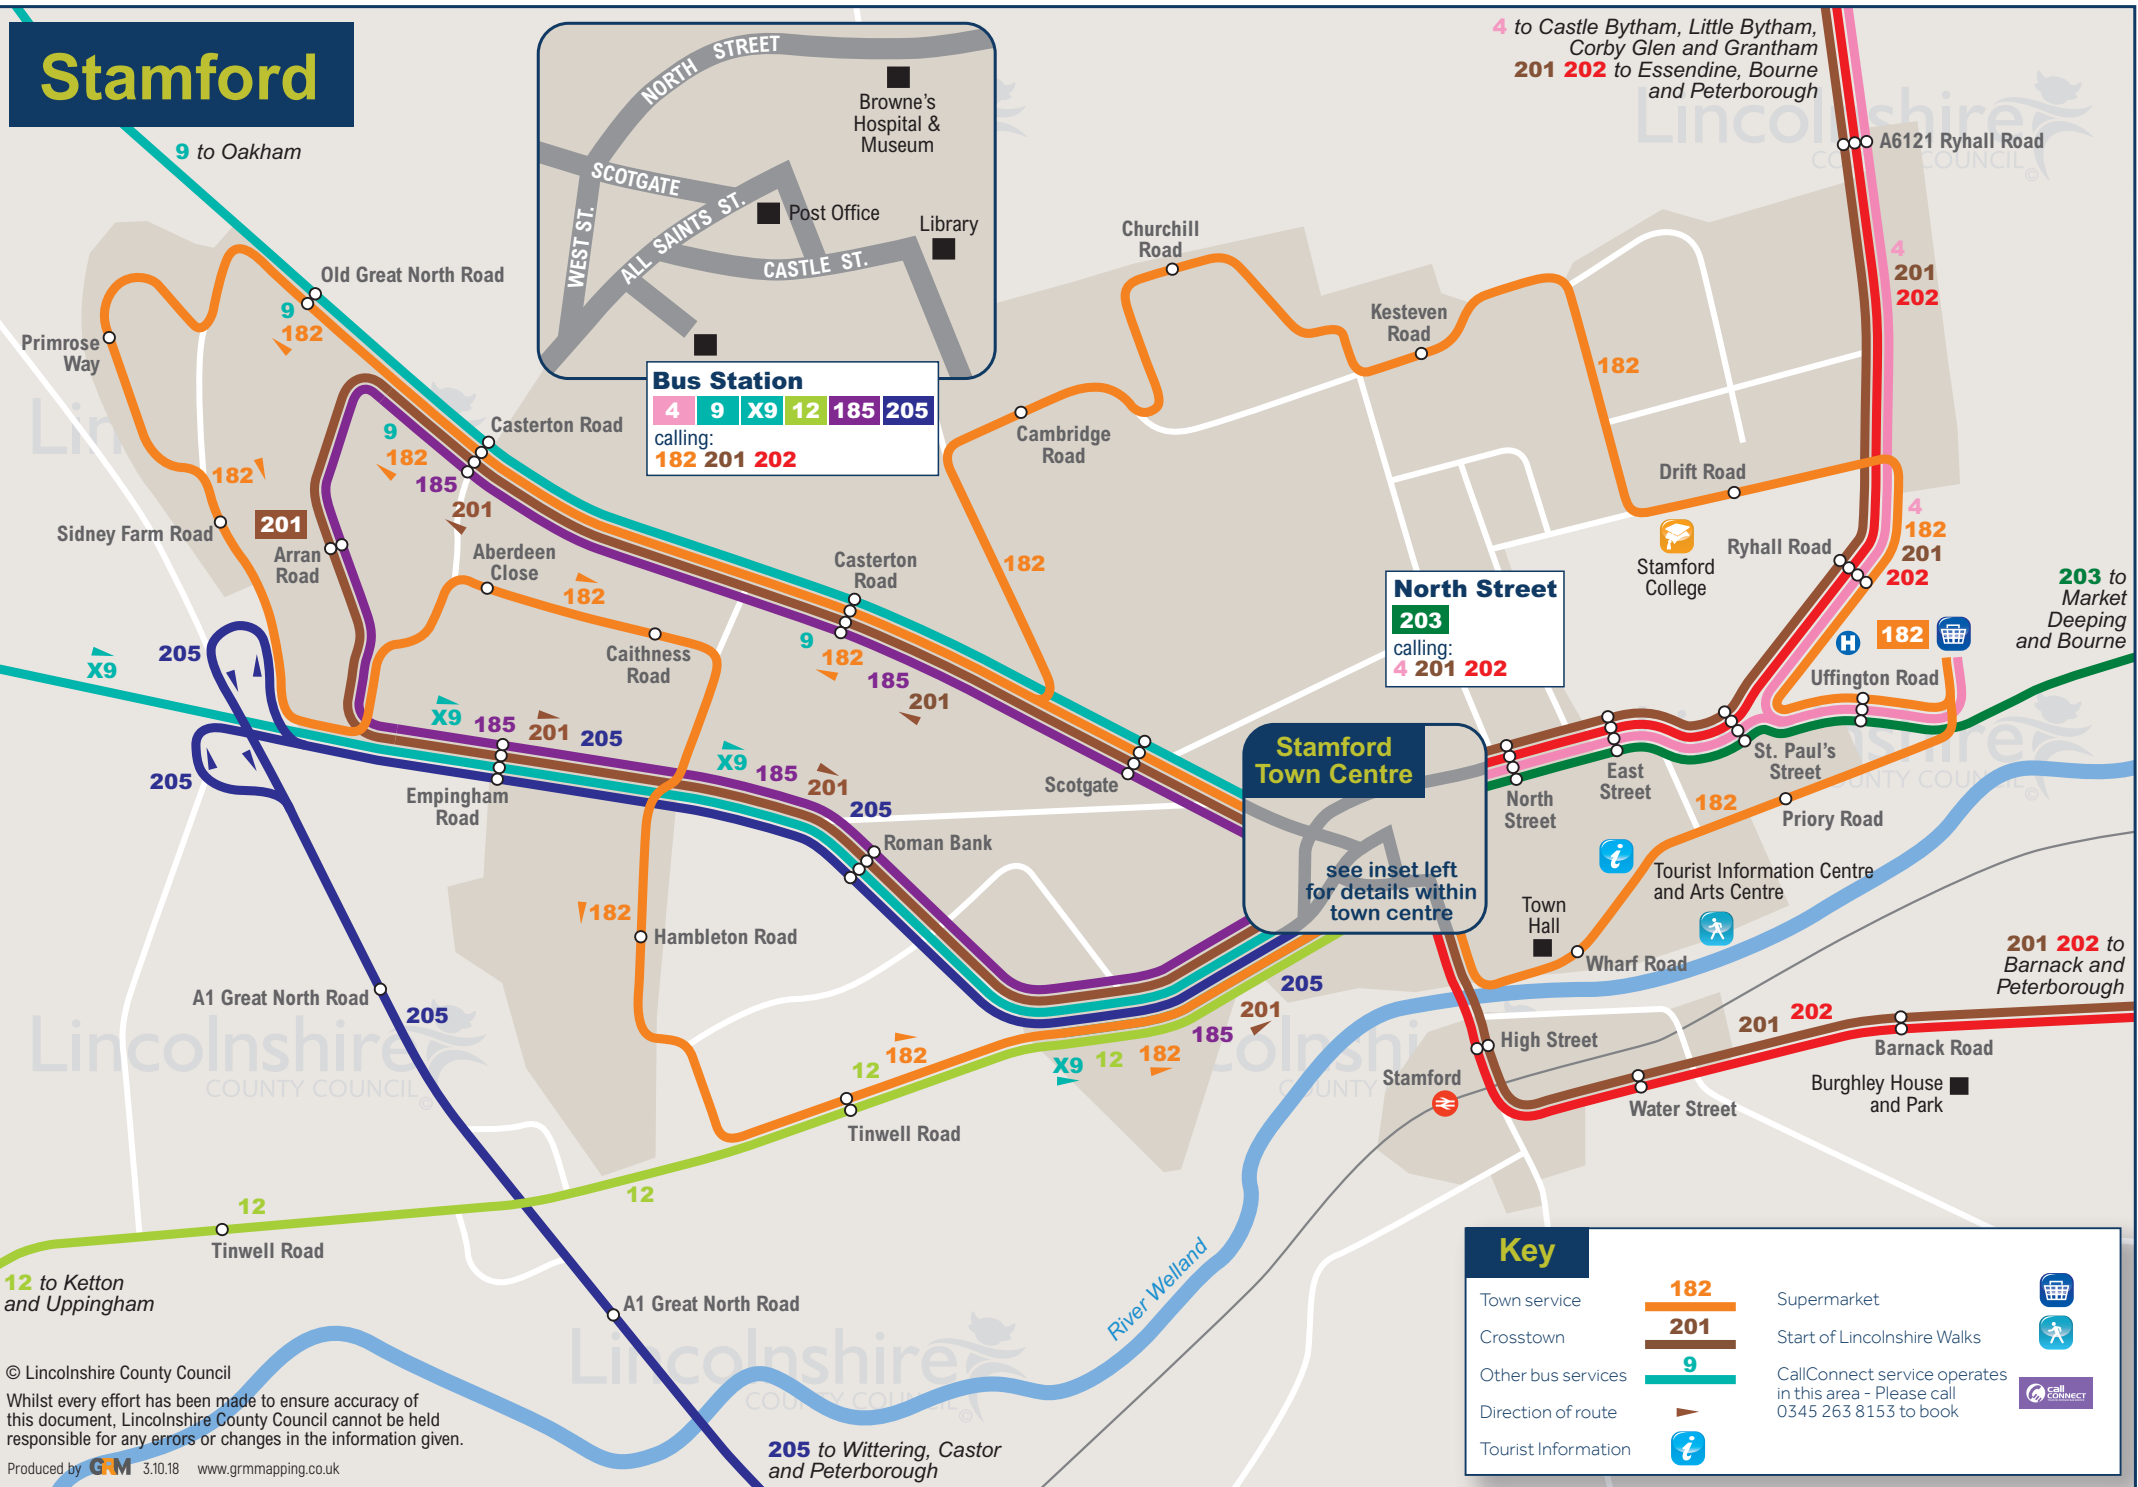 Stamford
9 to Oakham
NORTH STREET
Browne's
Hospital &
Museum
SCOTGATE
WEST ST.
ALL SAINTS ST.
Post Office
Library
CASTLE ST.
Bus Station
4 9 X9 12 185 205
calling:
182 201 202
4 to Castle Bytham, Little Bytham,
Corby Glen and Grantham
201 202 to Essendine, Bourne
and Peterborough
Lincolnshire
COUNTY COUNCIL ©
A6121 Ryhall Road
4
201
202
Old Great North Road
9
182
Primrose
Way
Churchill
Road
Kesteven
Road
182
Casterton Road
9
182
185
201
Cambridge
Road
182
Sidney Farm Road
201
Arran
Road
Aberdeen
Close
182
Casterton
Road
182
Drift Road
Stamford
College
Ryhall Road
4
182
201
202
North Street
203
calling:
4 201 202
203 to
Market
Deeping
and Bourne
H
182
Uffington Road
X9
205
205
Caithness
Road
9
182
185
201
X9
185
201
205
X9
185
201
205
Empingham
Road
Scotgate
Stamford
Town Centre
see inset left
for details within
town centre
North
Street
East
Street
St. Paul's
Street
182
Priory Road
Lincolnshire
COUNTY COUNCIL ©
Roman Bank
Tourist Information Centre
and Arts Centre
Town
Hall
182
Hambleton Road
Wharf Road
201 202 to
Barnack and
Peterborough
A1 Great North Road
205
205
201
185
182
12
X9
182
12
Lincolnshire
COUNTY COUNCIL ©
High Street
201
202
Barnack Road
Stamford
Burghley House
and Park
Water Street
Tinwell Road
12
12
Tinwell Road
12 to Ketton
and Uppingham
A1 Great North Road
River Welland
Lincolnshire
COUNTY COUNCIL ©
205 to Wittering, Castor
and Peterborough
© Lincolnshire County Council
Whilst every effort has been made to ensure accuracy of
this document, Lincolnshire County Council cannot be held
responsible for any errors or changes in the information given.
Produced by GRM 3.10.18 www.grmmapping.co.uk
Key
Town service 182
Crosstown 201
Other bus services 9
Direction of route
Tourist Information
Supermarket
Start of Lincolnshire Walks
CallConnect service operates
in this area - Please call
0345 263 8153 to book
call
CONNECT